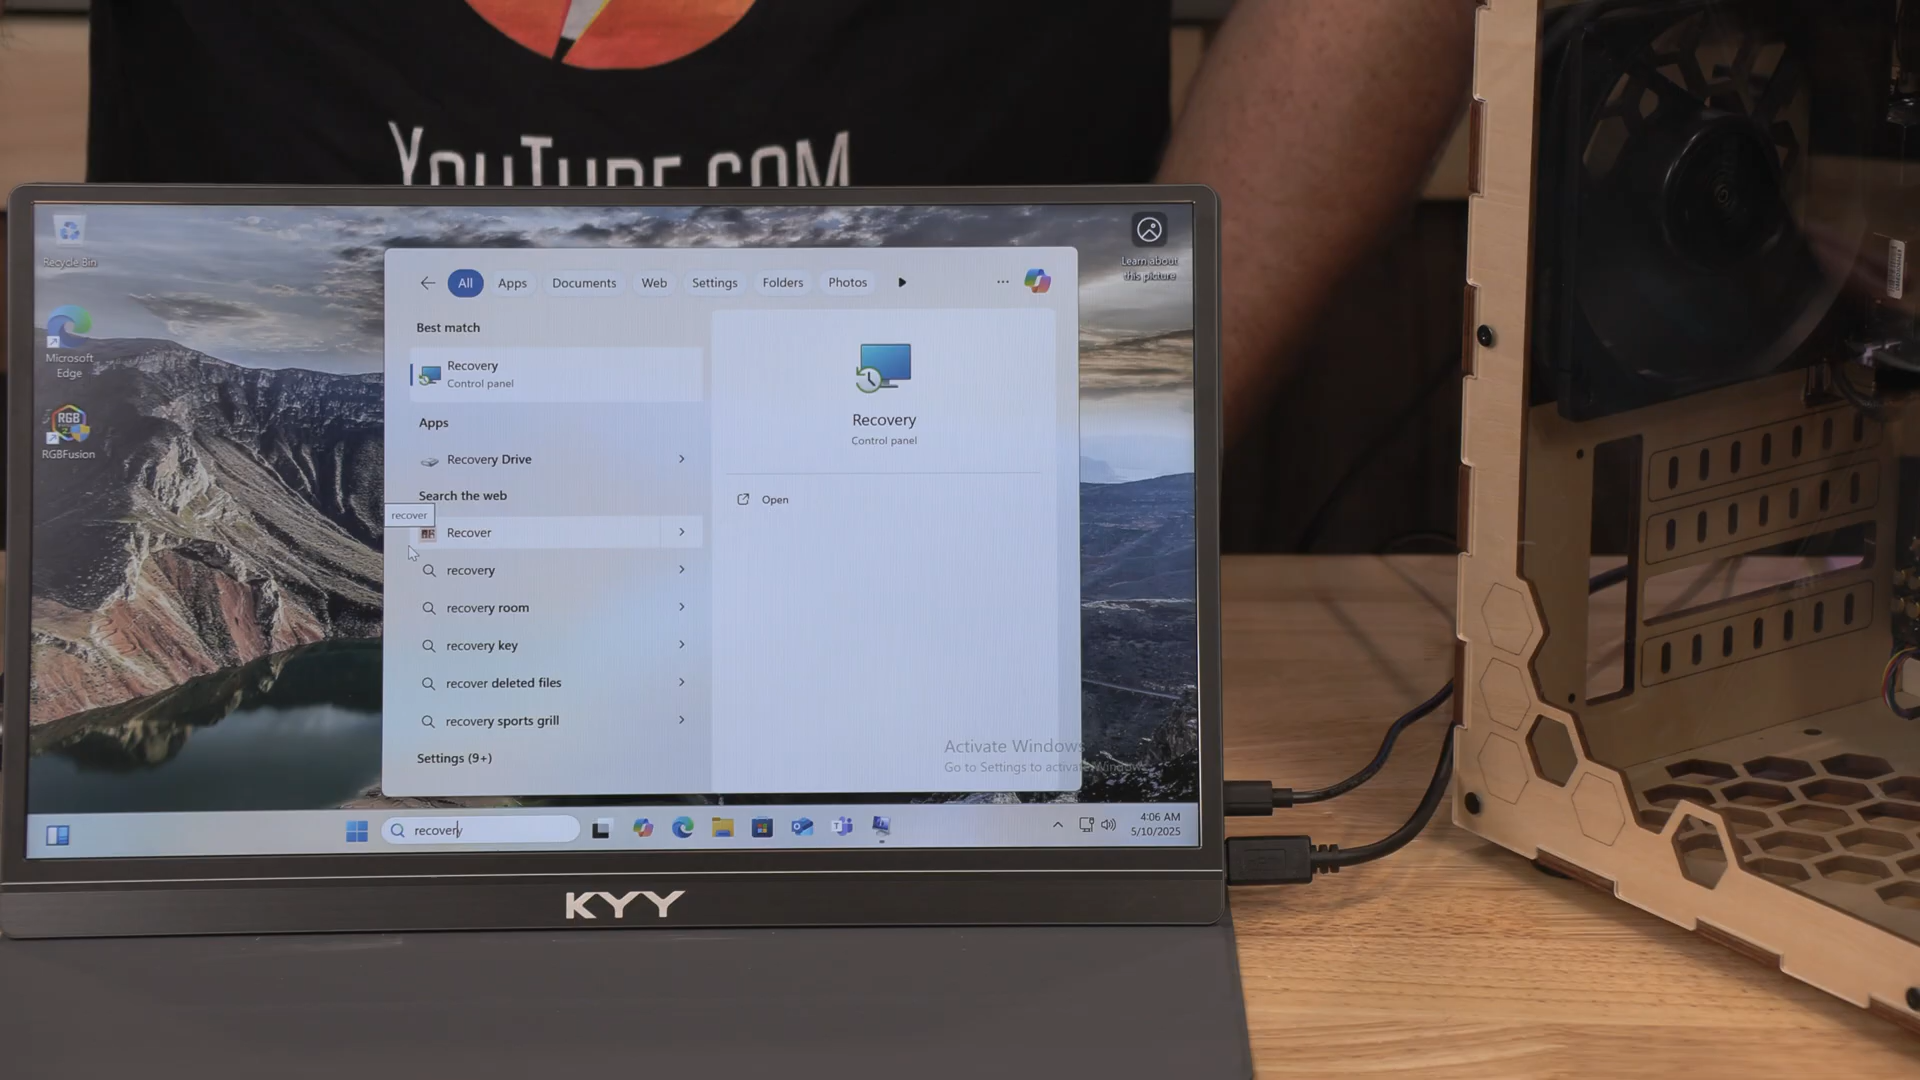 YouTube.com
Recycle Bin
Learn about
this picture
Microsoft
Edge
RGB
RGBFusion
All
Apps
Documents
Web
Settings
Folders
Photos
Best match
Recovery
Control panel
Apps
Recovery Drive
Search the web
recover
Recover
recovery
recovery room
recovery key
recover deleted files
recovery sports grill
Settings (9+)
Recovery
Control panel
Open
Activate Windows
Go to Settings to activate Windows.
recovery
4:06 AM
5/10/2025
KYY